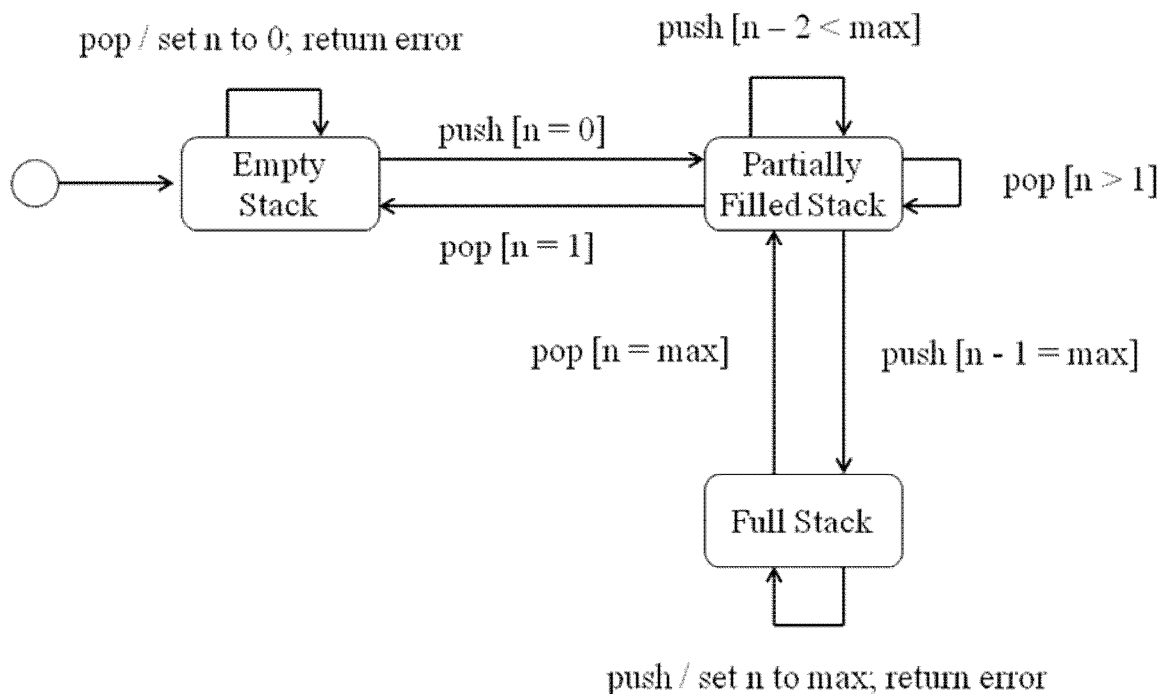 pop / set n to 0; return error
push [n – 2 < max]
Empty
Stack
push [n = 0]
Partially
Filled Stack
pop [n > 1]
pop [n = 1]
pop [n = max]
push [n - 1 = max]
Full Stack
push / set n to max; return error